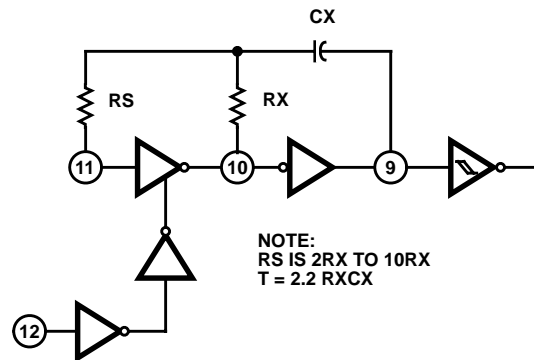 CX
RS
RX
11
10
9
NOTE:
RS IS 2RX TO 10RX
T = 2.2 RXCX
12